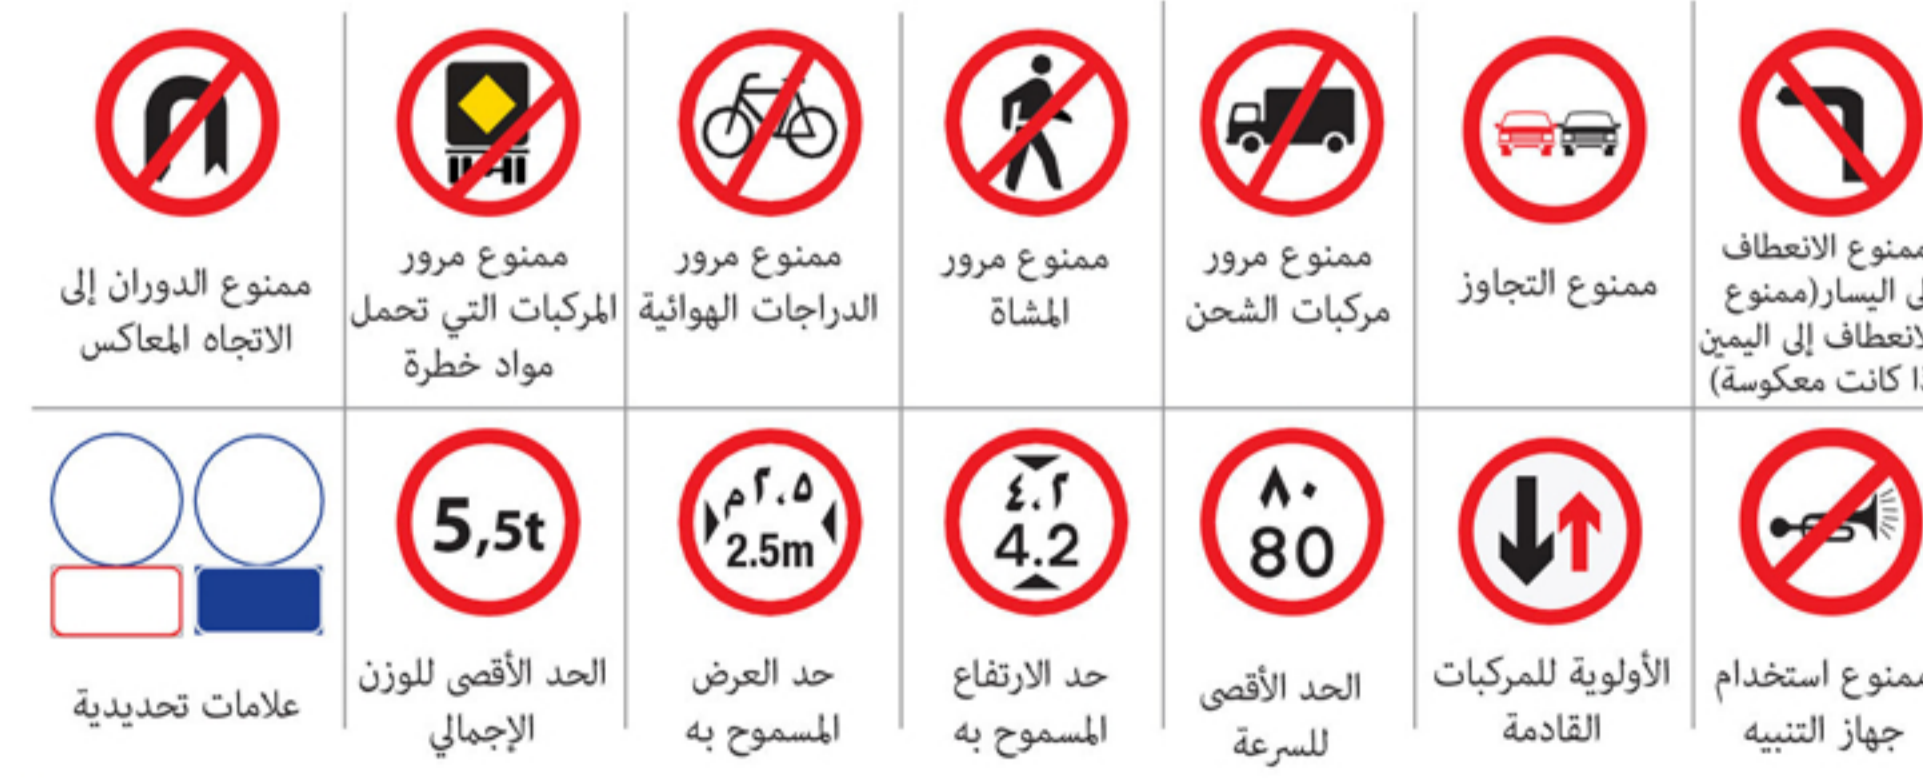 ممنوع الانعطاف
لى اليسار(ممنوع
لانعطاف إلى اليمين
ذا كانت معكوسة)
ممنوع التجاوز
ممنوع مرور
مركبات الشحن
ممنوع مرور
المشاة
ممنوع مرور
الدراجات الهوائية
ممنوع مرور
المركبات التي تحمل
مواد خطرة
ممنوع الدوران إلى
الاتجاه المعاكس
ممنوع استخدام
جهاز التنبيه
الأولوية للمركبات
القادمة
٨٠
80
الحد الأقصى
للسرعة
٤،٢
4.2
حد الارتفاع
المسموح به
٢،٥م
2.5m
حد العرض
المسموح به
5,5t
الحد الأقصى للوزن
الإجمالي
علامات تحديدية